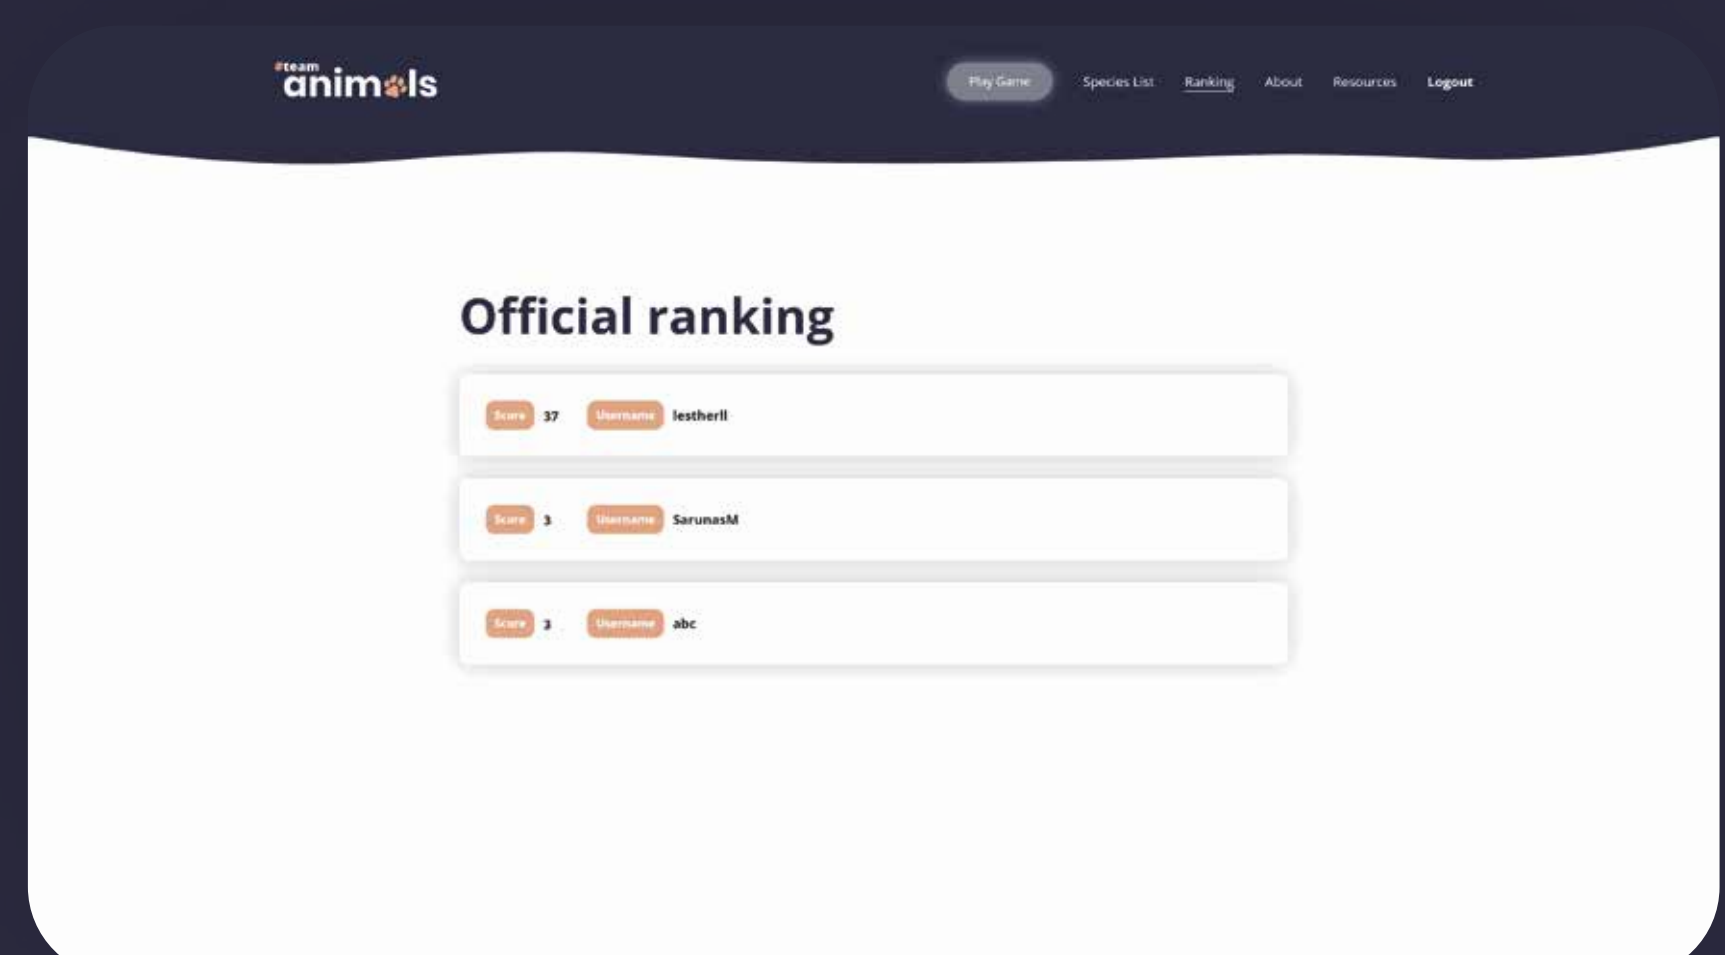 #team
animals
Play Game Species List Ranking About Resources Logout
Official ranking
Score 37 Username lestherll
Score 3 Username SarunasM
Score 3 Username abc